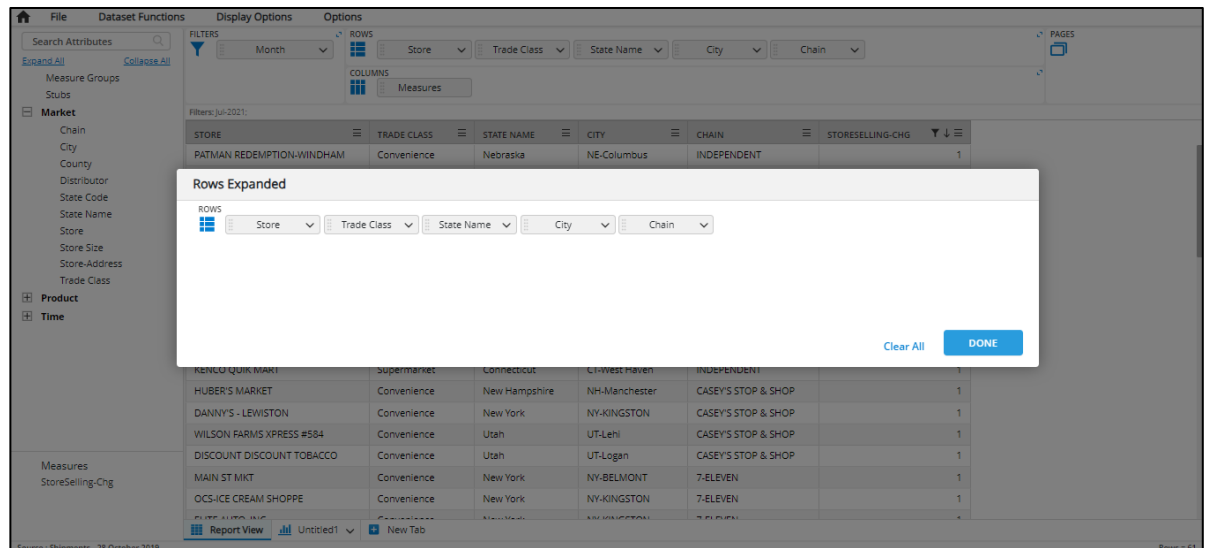 File Dataset Functions Display Options Options
Search Attributes
Expand All Collapse All
Measure Groups
Stubs
Market
Chain
City
County
Distributor
State Code
State Name
Store
Store Size
Store-Address
Trade Class
Product
Time
Measures
StoreSelling-Chg
FILTERS
Month
ROWS
Store Trade Class State Name City Chain
COLUMNS
Measures
PAGES
Filters: Jul-2021:
STORE TRADE CLASS STATE NAME CITY CHAIN STORESELLING-CHG
PATMAN REDEMPTION-WINDHAM Convenience Nebraska NE-Columbus INDEPENDENT 1
Rows Expanded
ROWS
Store Trade Class State Name City Chain
Clear All DONE
KENCO QUIK MART Supermarket Connecticut CT-West Haven INDEPENDENT 1
HUBER'S MARKET Convenience New Hampshire NH-Manchester CASEY'S STOP & SHOP 1
DANNY'S - LEWISTON Convenience New York NY-KINGSTON CASEY'S STOP & SHOP 1
WILSON FARMS XPRESS #584 Convenience Utah UT-Lehi CASEY'S STOP & SHOP 1
DISCOUNT DISCOUNT TOBACCO Convenience Utah UT-Logan CASEY'S STOP & SHOP 1
MAIN ST MKT Convenience New York NY-BELMONT 7-ELEVEN 1
OCS-ICE CREAM SHOPPE Convenience New York NY-KINGSTON 7-ELEVEN 1
Report View Untitled1 New Tab
Source : Shipments 28 October 2019 Rows = 61